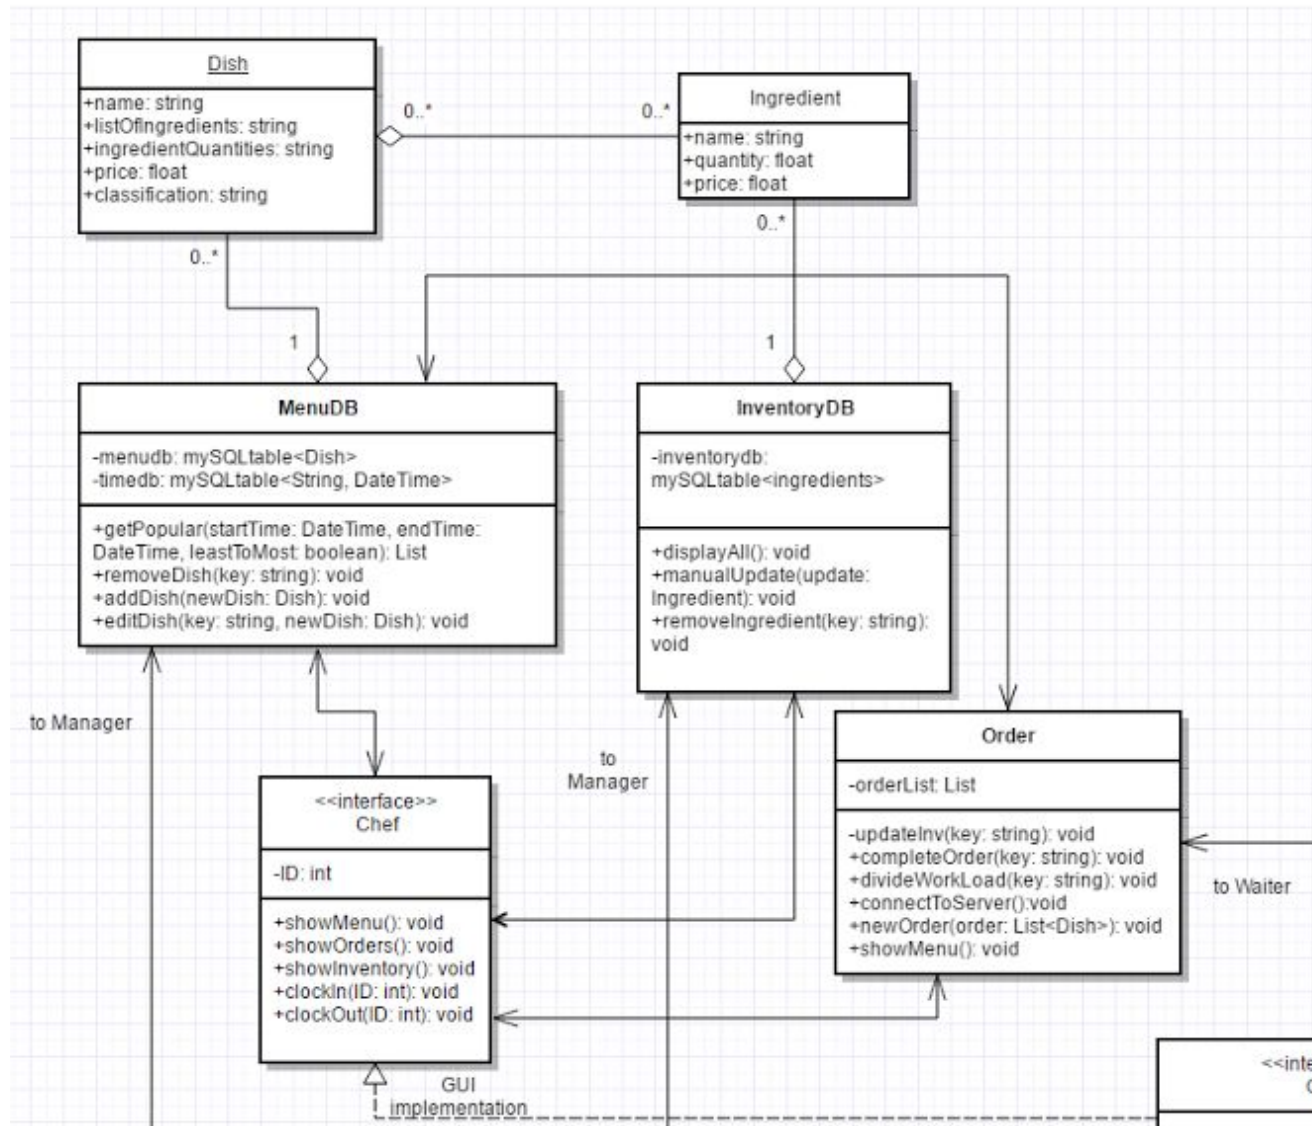 Dish
+name: string
+listOfIngredients: string
+ingredientQuantities: string
+price: float
+classification: string
0..*
0..*
Ingredient
+name: string
+quantity: float
+price: float
0..*
0..*
1
1
MenuDB
-menudb: mySQLtable<Dish>
-timedb: mySQLtable<String, DateTime>
+getPopular(startTime: DateTime, endTime:
DateTime, leastToMost: boolean): List
+removeDish(key: string): void
+addDish(newDish: Dish): void
+editDish(key: string, newDish: Dish): void
InventoryDB
-inventorydb:
mySQLtable<ingredients>
+displayAll(): void
+manualUpdate(update:
Ingredient): void
+removeIngredient(key: string):
void
to Manager
to
Manager
Order
-orderList: List
-updateInv(key: string): void
+completeOrder(key: string): void
+divideWorkLoad(key: string): void
+connectToServer():void
+newOrder(order: List<Dish>): void
+showMenu(): void
to Waiter
<<interface>>
Chef
-ID: int
+showMenu(): void
+showOrders(): void
+showInventory(): void
+clockIn(ID: int): void
+clockOut(ID: int): void
GUI
implementation